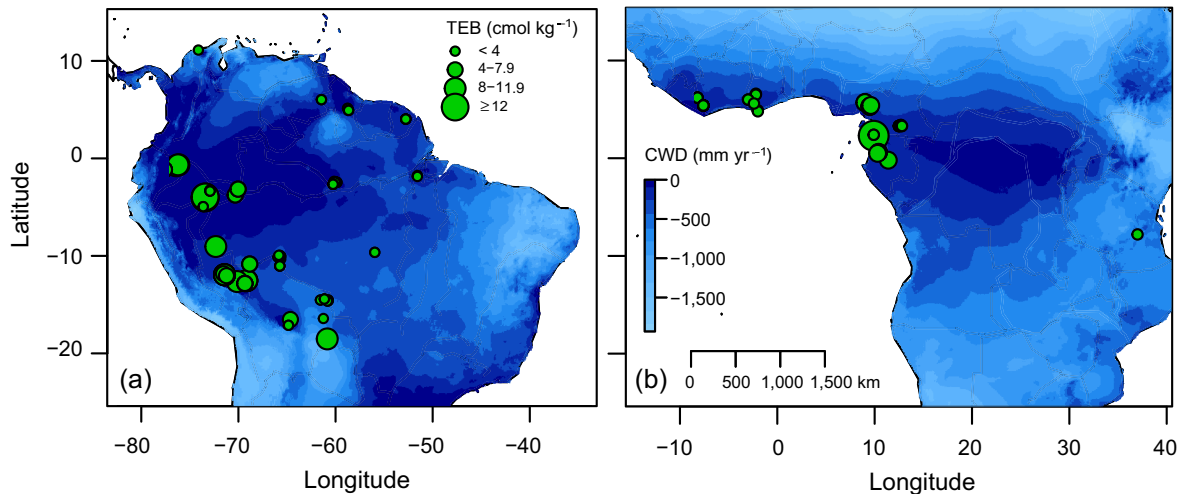 TEB (cmol kg⁻¹)
< 4
4−7.9
8−11.9
≥12
10
0
−10
−20
Latitude
(a)
−80 −70 −60 −50 −40
Longitude
CWD (mm yr⁻¹)
0
−500
−1,000
−1,500
0 500 1,000 1,500 km
(b)
−10 0 10 20 30 40
Longitude